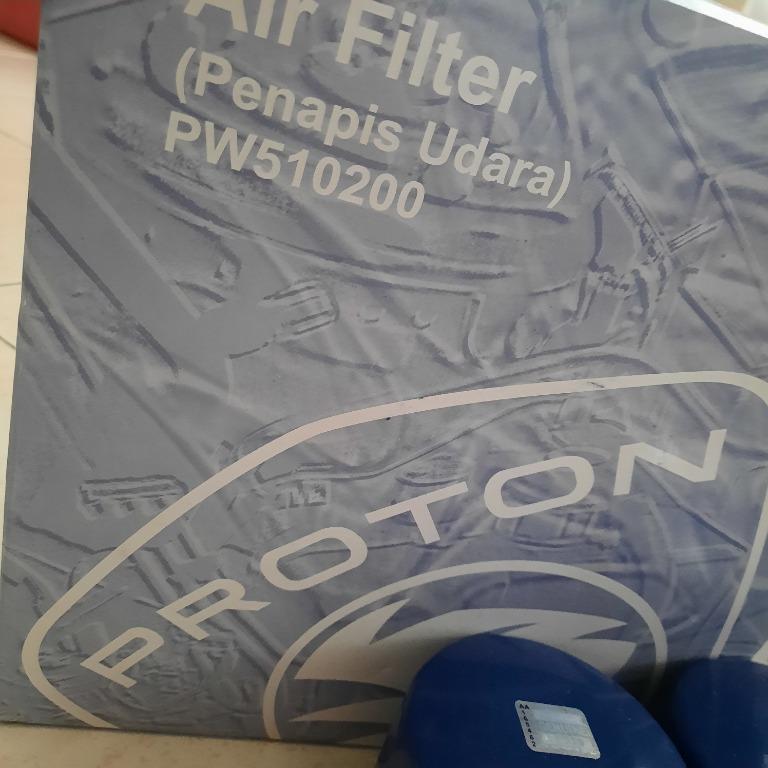 Air Filter
(Penapis Udara)
PW510200
PROTON